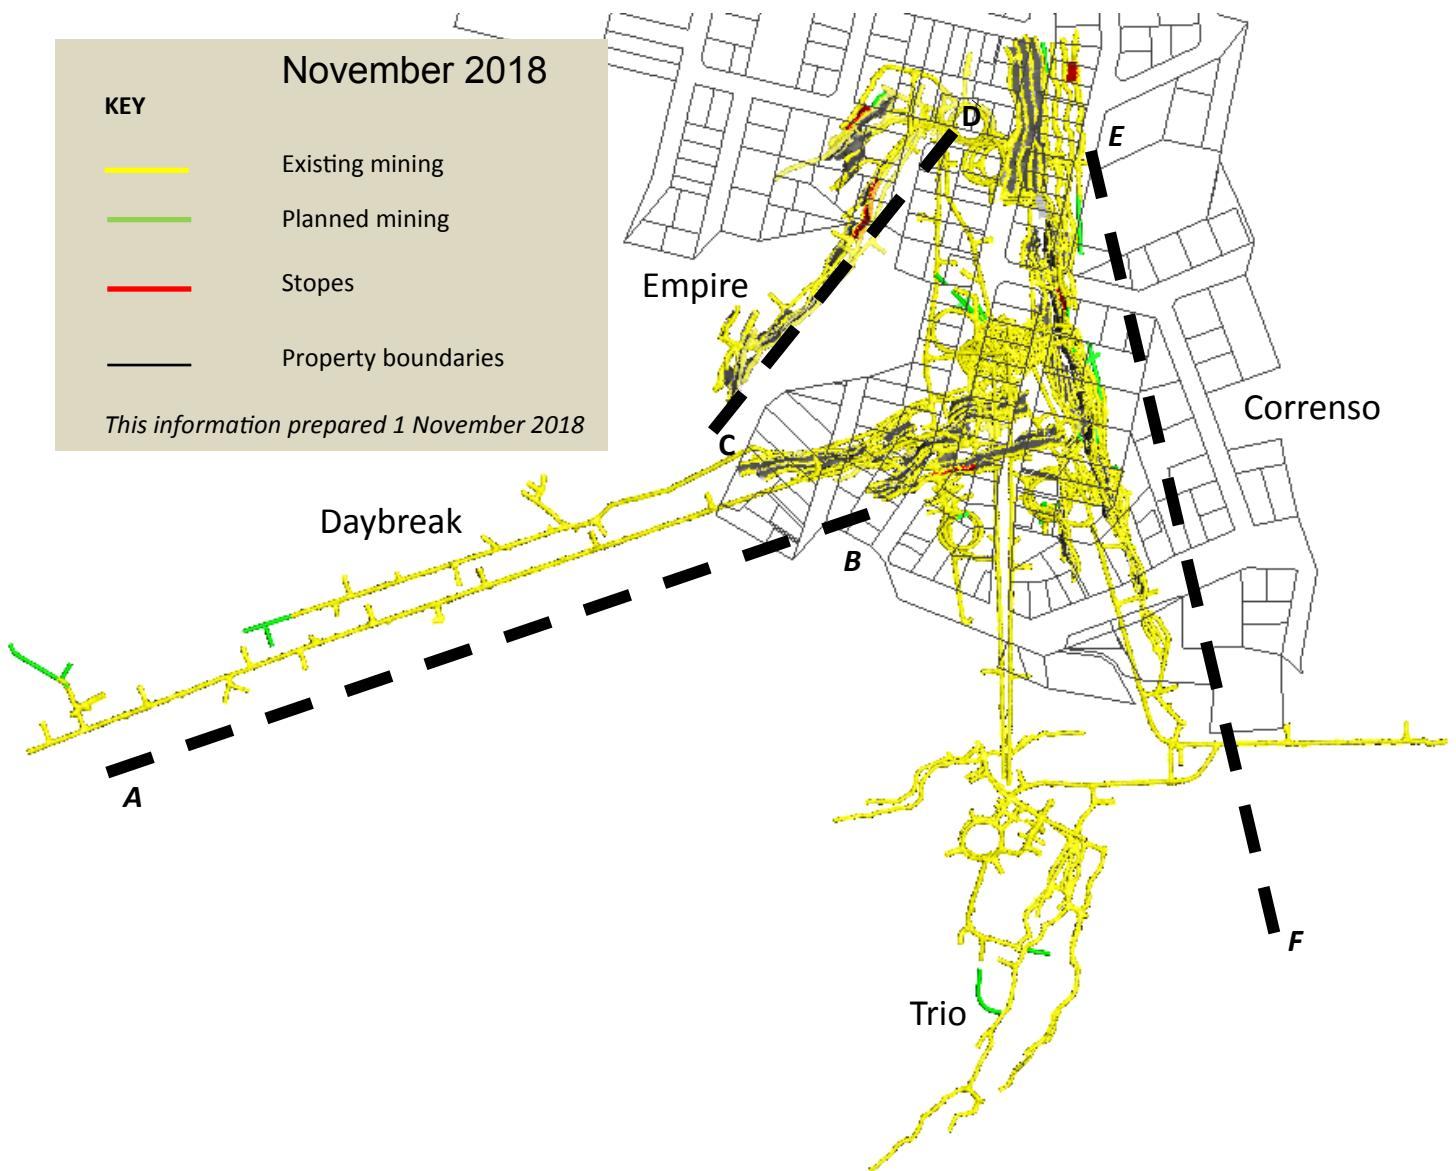 November 2018
KEY
Existing mining
Planned mining
Stopes
Property boundaries
This information prepared 1 November 2018
D
E
Empire
Correnso
C
Daybreak
B
A
F
Trio